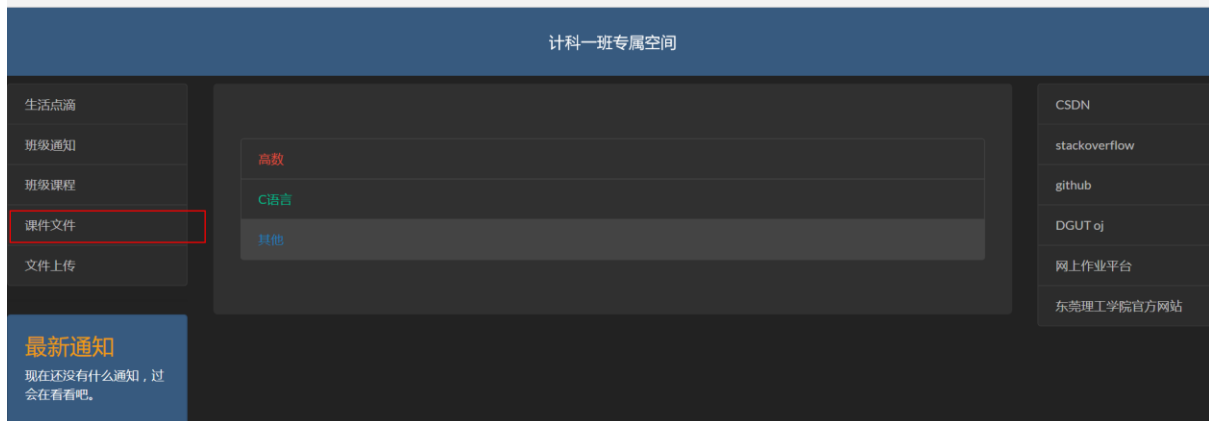 计科一班专属空间
生活点滴
班级通知
班级课程
课件文件
文件上传
最新通知
现在还没有什么通知，过
会在看看吧。
高数
C语言
其他
CSDN
stackoverflow
github
DGUT oj
网上作业平台
东莞理工学院官方网站